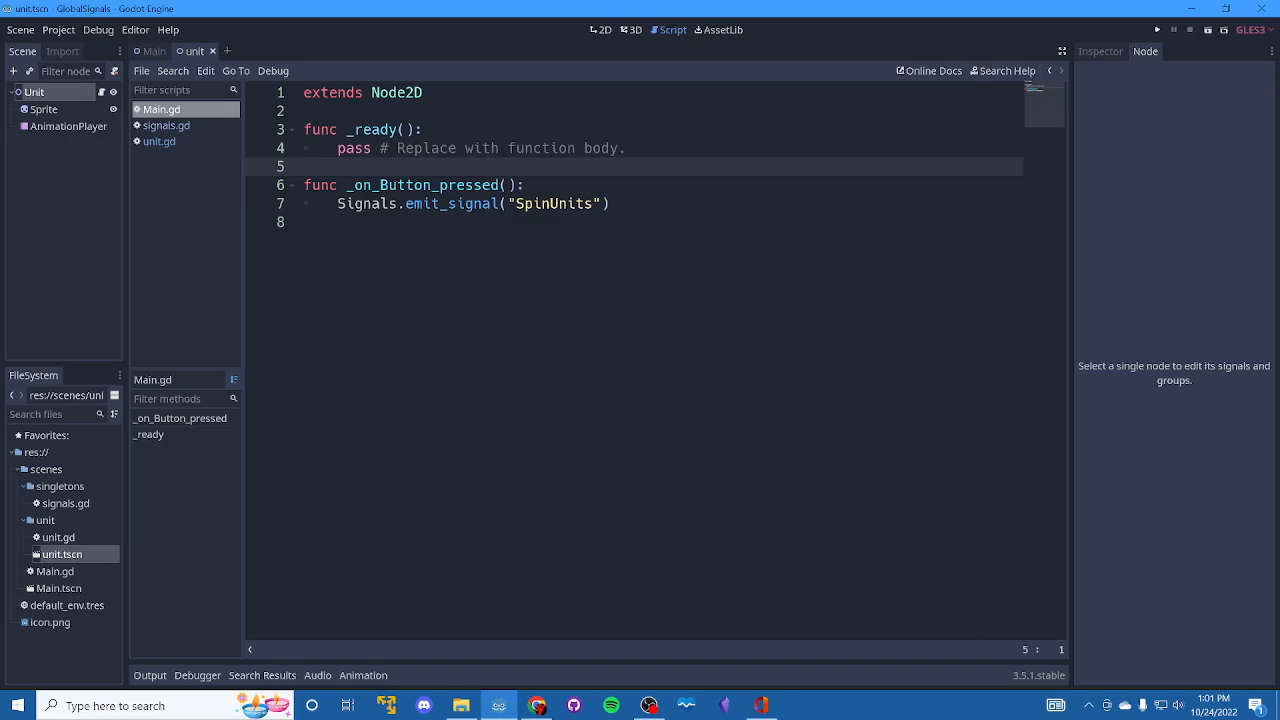 unit.tscn - GlobalSignals - Godot Engine
Scene Project Debug Editor Help
2D 3D Script AssetLib
GLES3
Scene Import
Main unit
Inspector Node
Filter node
File Search Edit Go To Debug
Online Docs Search Help
Unit
Sprite
AnimationPlayer
Filter scripts
Main.gd
signals.gd
unit.gd
1 extends Node2D
2
3 func _ready():
4 pass # Replace with function body.
5
6 func _on_Button_pressed():
7 Signals.emit_signal("SpinUnits")
8
Select a single node to edit its signals and
groups.
FileSystem
res://scenes/uni
Search files
Favorites:
res://
scenes
singletons
signals.gd
unit
unit.gd
unit.tscn
Main.gd
Main.tscn
default_env.tres
icon.png
Main.gd
Filter methods
_on_Button_pressed
_ready
5 : 1
Output Debugger Search Results Audio Animation
3.5.1.stable
Type here to search
1:01 PM
10/24/2022
1